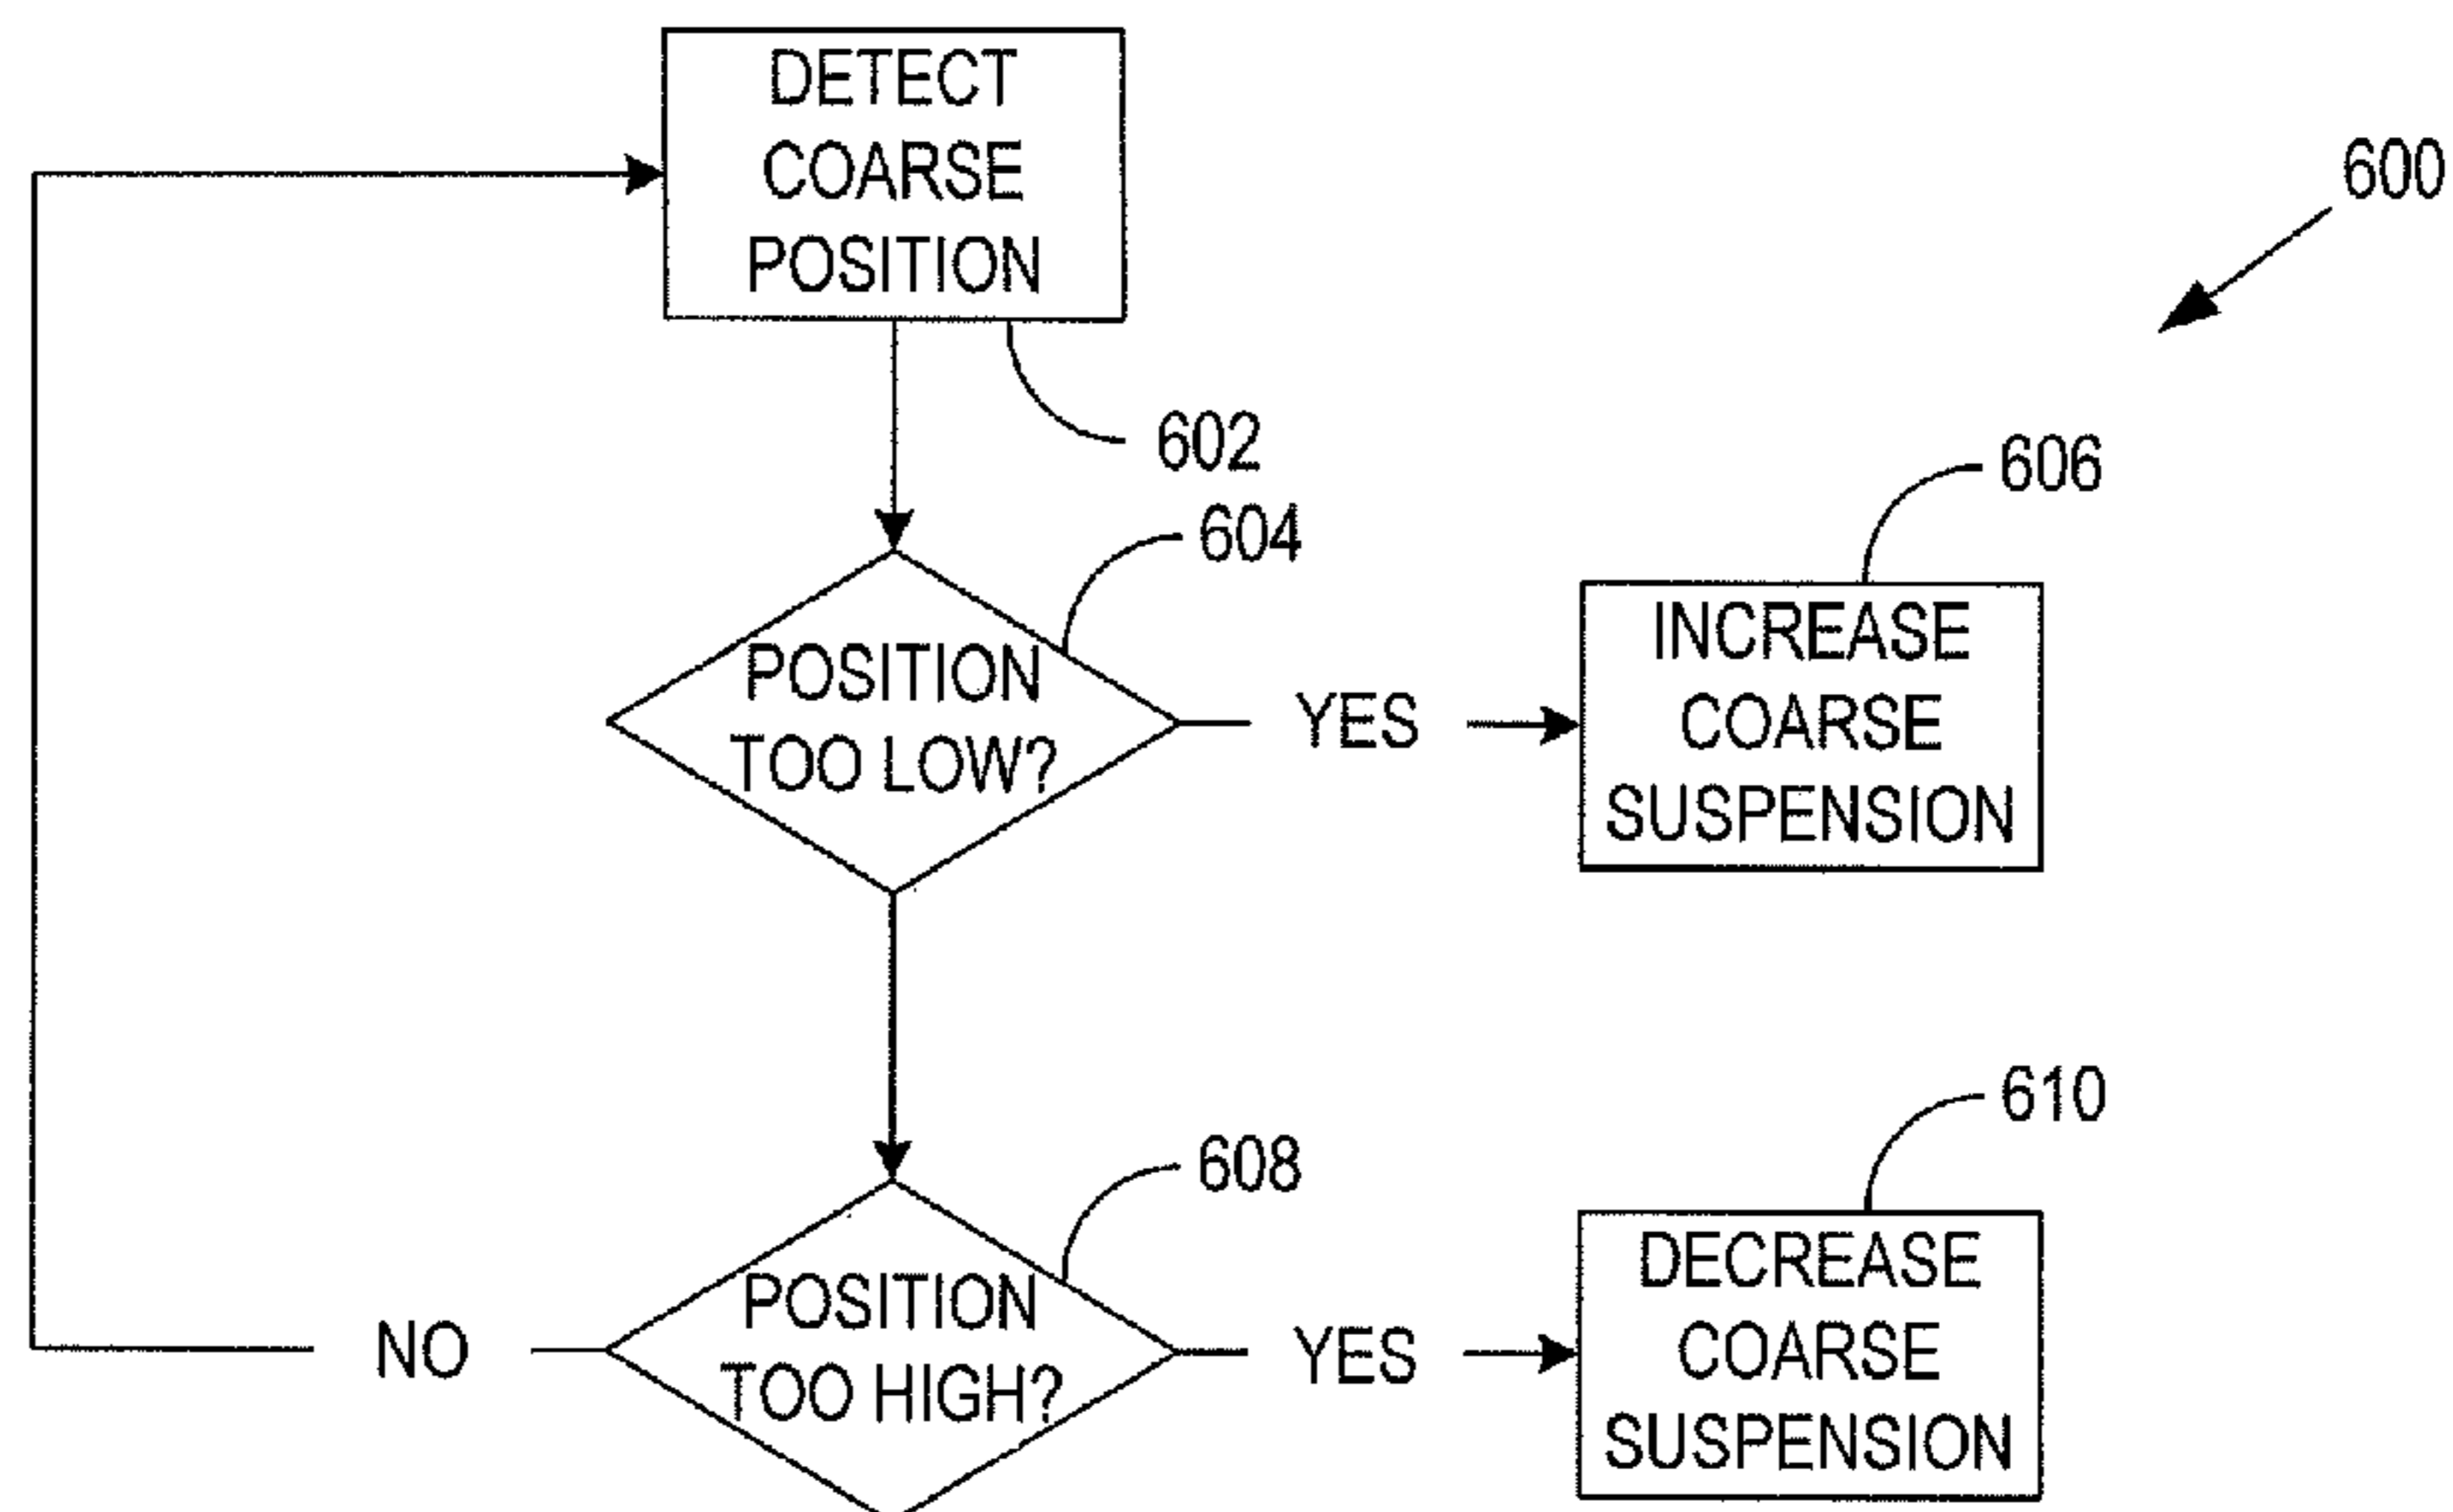 DETECT
COARSE
POSITION
600
602
604
606
POSITION
TOO LOW?
YES
INCREASE
COARSE
SUSPENSION
608
610
NO
POSITION
TOO HIGH?
YES
DECREASE
COARSE
SUSPENSION